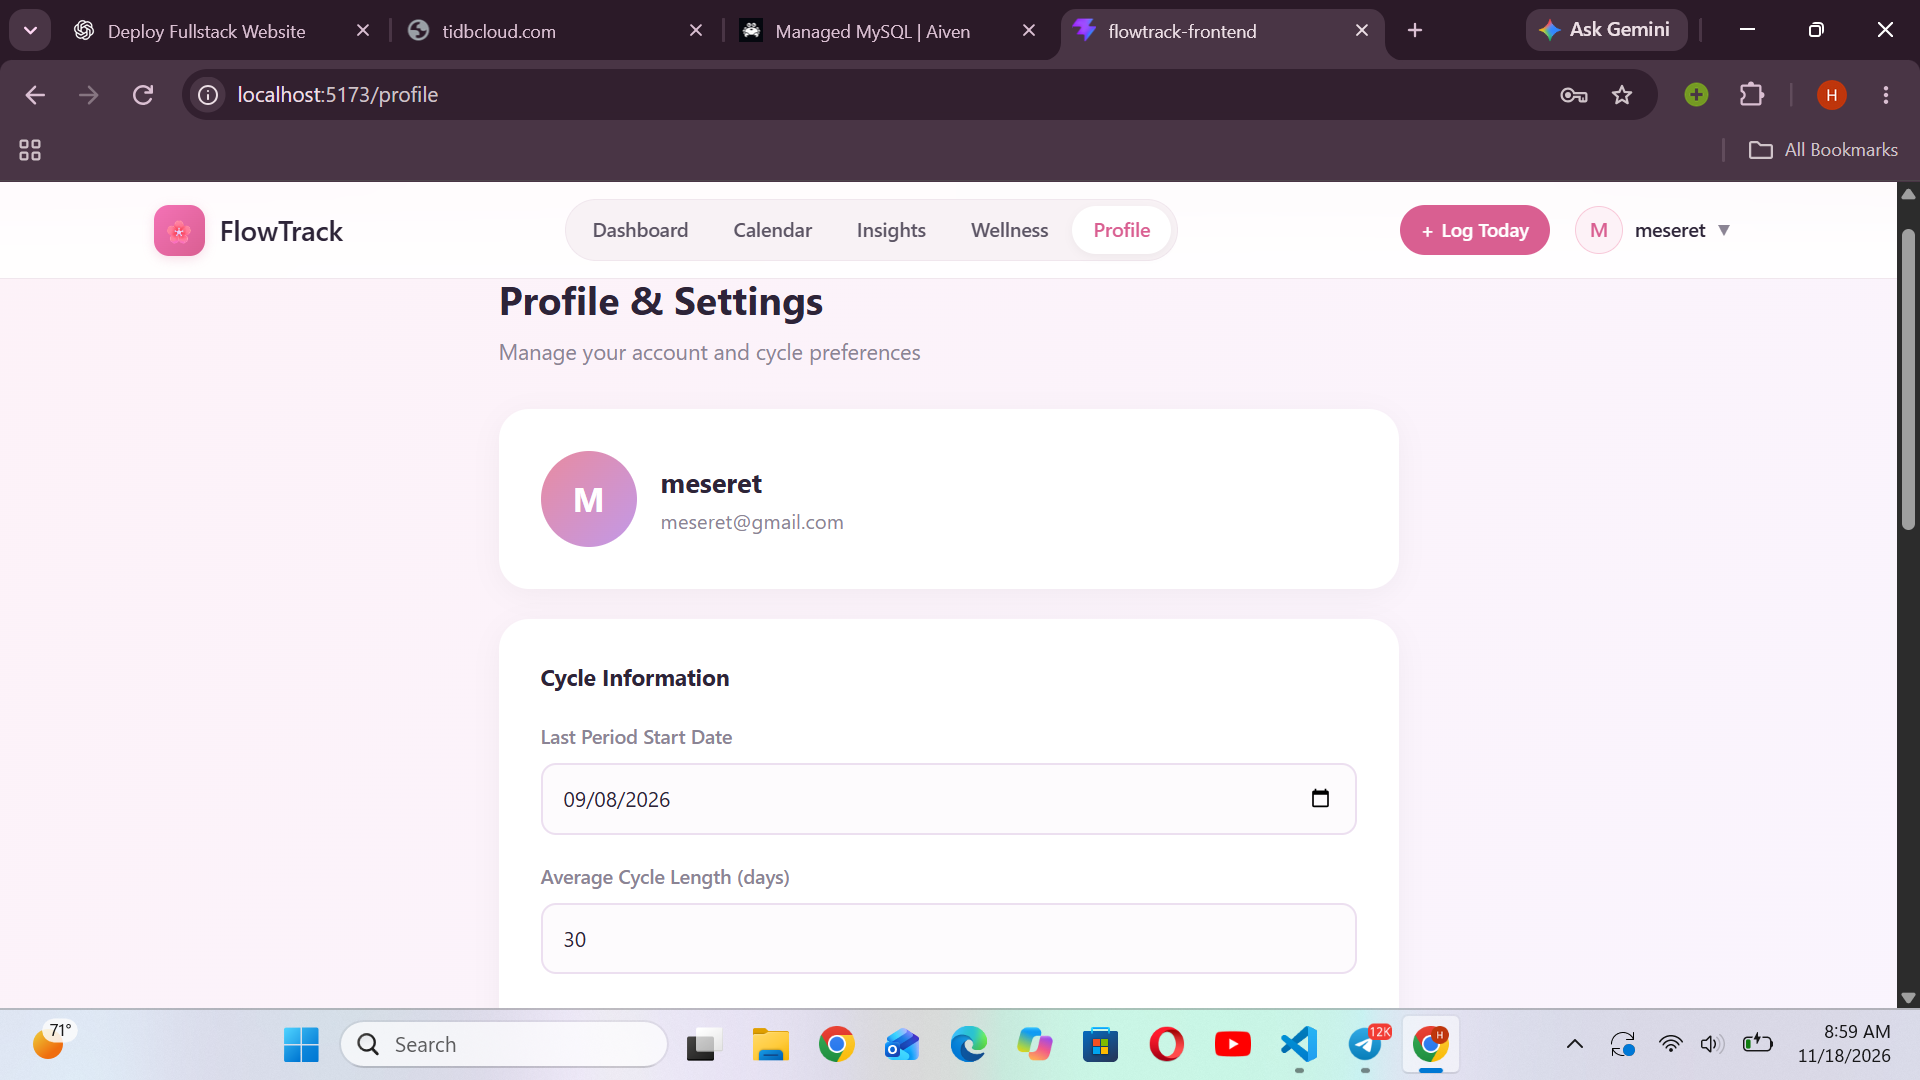 Deploy Fullstack Website
tidbcloud.com
Managed MySQL | Aiven
flowtrack-frontend
Ask Gemini
localhost:5173/profile
H
All Bookmarks
FlowTrack
Dashboard
Calendar
Insights
Wellness
Profile
+ Log Today
M
meseret
Profile & Settings
Manage your account and cycle preferences
M
meseret
meseret@gmail.com
Cycle Information
Last Period Start Date
09/08/2026
Average Cycle Length (days)
30
71°
Search
12K
H
8:59 AM
11/18/2026